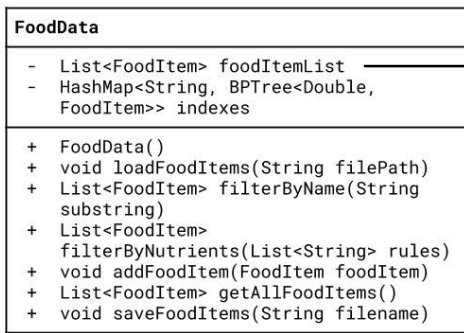 FoodData
- List<FoodItem> foodItemList
- HashMap<String, BPTree<Double,
FoodItem>> indexes
+ FoodData()
+ void loadFoodItems(String filePath)
+ List<FoodItem> filterByName(String
substring)
+ List<FoodItem>
filterByNutrients(List<String> rules)
+ void addFoodItem(FoodItem foodItem)
+ List<FoodItem> getAllFoodItems()
+ void saveFoodItems(String filename)